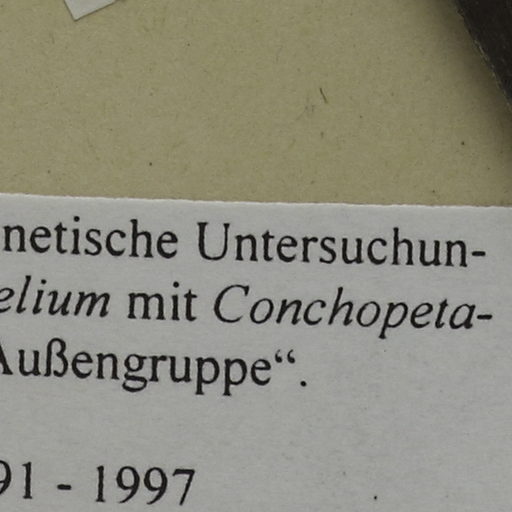 netische Untersuchun-
elium mit Conchopeta-
Außengruppe“.
91 - 1997